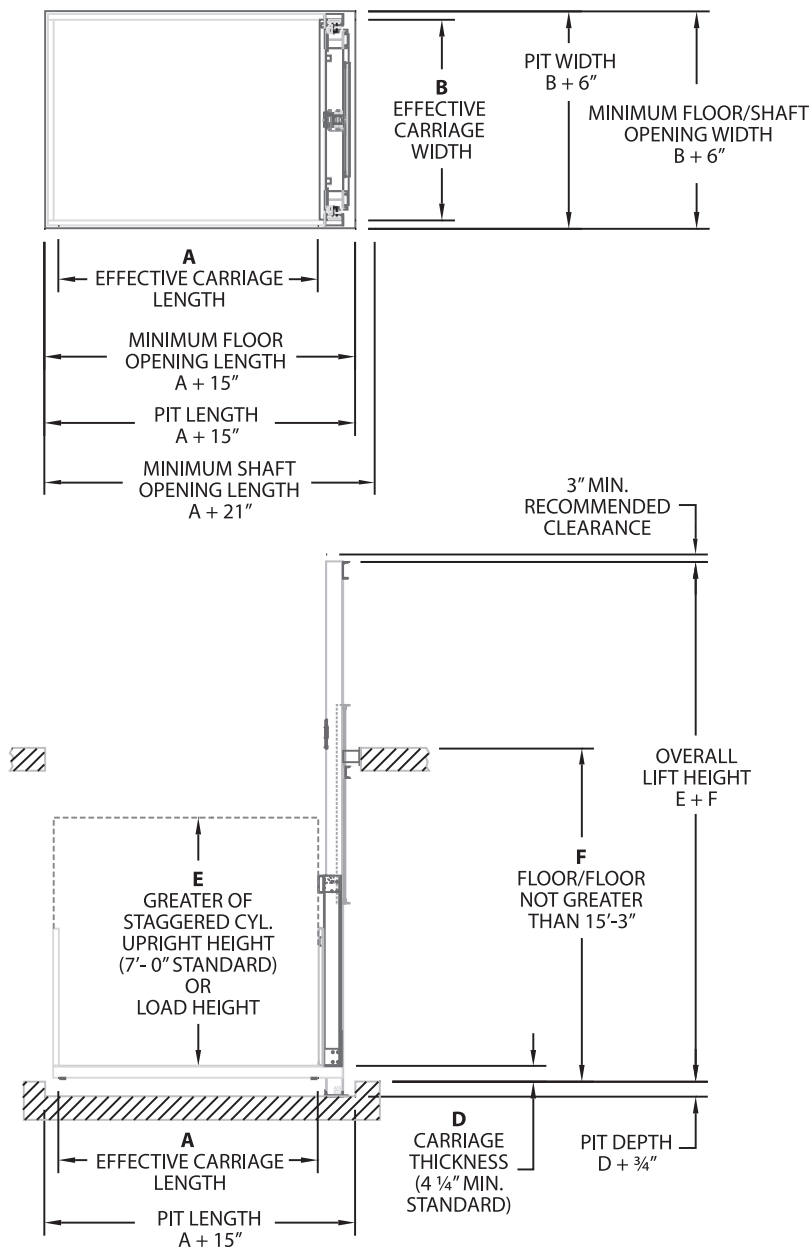 B
EFFECTIVE
CARRIAGE
WIDTH
PIT WIDTH
B + 6”
MINIMUM FLOOR/SHAFT
OPENING WIDTH
B + 6”
A
EFFECTIVE CARRIAGE
LENGTH
MINIMUM FLOOR
OPENING LENGTH
A + 15”
PIT LENGTH
A + 15”
MINIMUM SHAFT
OPENING LENGTH
A + 21”
3” MIN.
RECOMMENDED
CLEARANCE
OVERALL
LIFT HEIGHT
E + F
F
FLOOR/FLOOR
NOT GREATER
THAN 15’-3”
E
GREATER OF
STAGGERED CYL.
UPRIGHT HEIGHT
(7’- 0” STANDARD)
OR
LOAD HEIGHT
A
EFFECTIVE CARRIAGE
LENGTH
PIT LENGTH
A + 15”
D
CARRIAGE
THICKNESS
(4 ¼” MIN.
STANDARD)
PIT DEPTH
D + ¾”